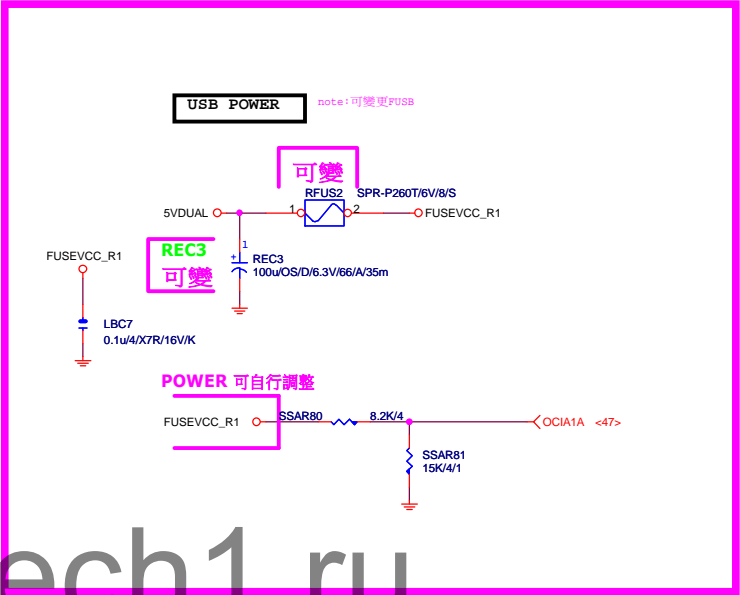 USB POWER
note:可變更FUSB
可變
RFUS2 SPR-P260T/6V/8/S
5VDUAL 1 2 FUSEVCC_R1
REC3
可變
1
+
REC3
100u/OS/D/6.3V/66/A/35m
FUSEVCC_R1
LBC7
0.1u/4/X7R/16V/K
POWER 可自行調整
FUSEVCC_R1 SSAR80 8.2K/4 OCIA1A <47>
SSAR81
15K/4/1
ech1.ru